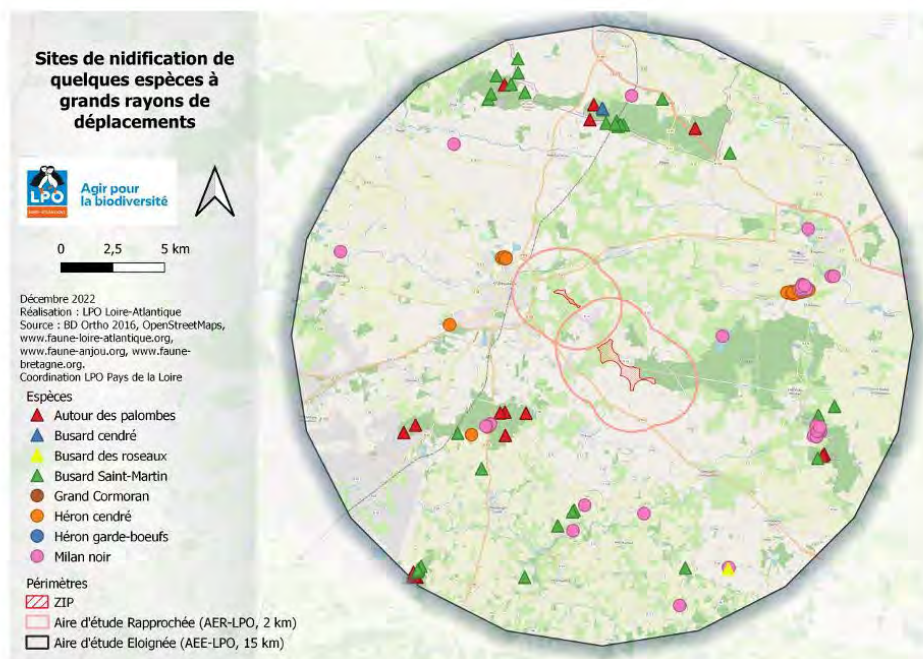 Sites de nidification de
quelques espèces à
grands rayons de
déplacements
LPO
LOIRE-ATLANTIQUE
Agir pour
la biodiversité
0 2,5 5 km
Décembre 2022
Réalisation : LPO Loire-Atlantique
Source : BD Ortho 2016, OpenStreetMaps,
www.faune-loire-atlantique.org,
www.faune-anjou.org, www.faune-
bretagne.org.
Coordination LPO Pays de la Loire
Espèces
Autour des palombes
Busard cendré
Busard des roseaux
Busard Saint-Martin
Grand Cormoran
Héron cendré
Héron garde-boeufs
Milan noir
Périmètres
ZIP
Aire d'étude Rapprochée (AER-LPO, 2 km)
Aire d'étude Eloignée (AEE-LPO, 15 km)